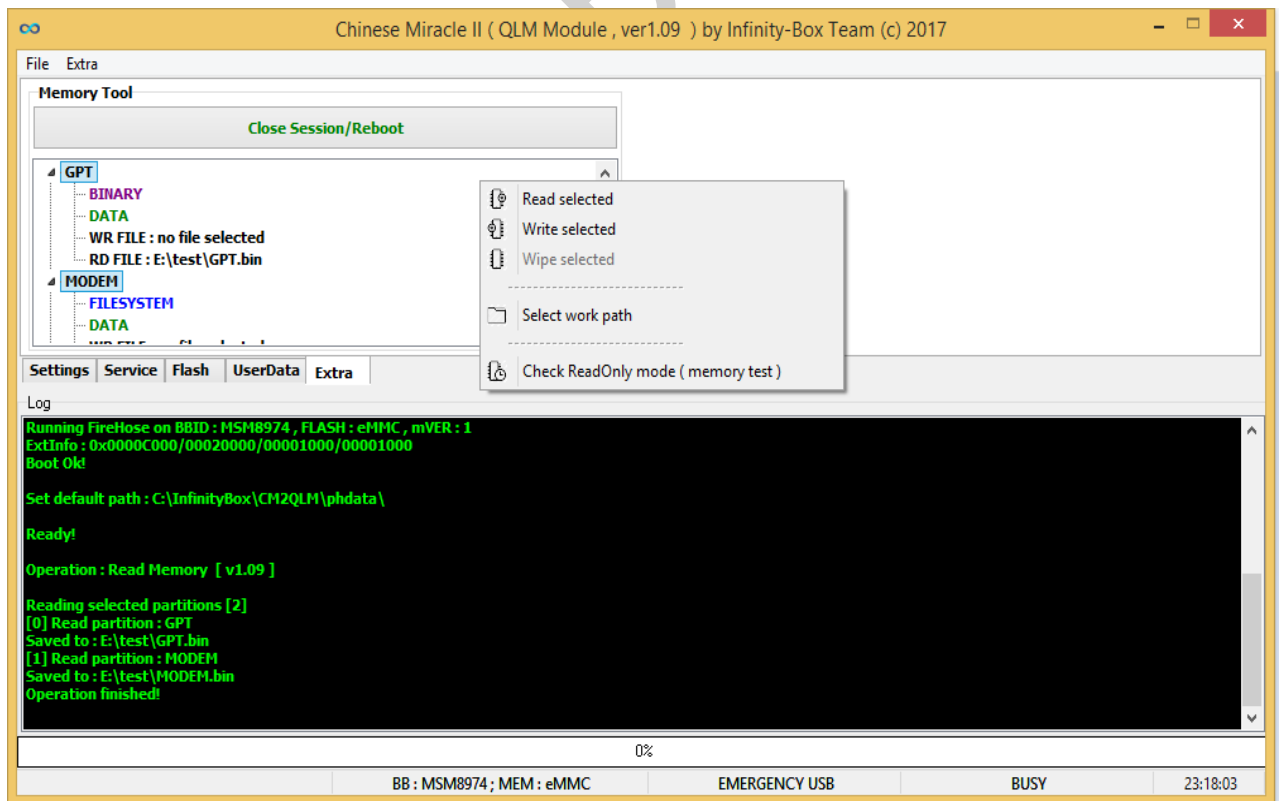 Chinese Miracle II ( QLM Module , ver1.09 ) by Infinity-Box Team (c) 2017
File Extra
Memory Tool
Close Session/Reboot
GPT
BINARY
DATA
WR FILE : no file selected
RD FILE : E:\test\GPT.bin
MODEM
FILESYSTEM
DATA
Read selected
Write selected
Wipe selected
Select work path
Check ReadOnly mode ( memory test )
Settings Service Flash UserData Extra
Log
Running FireHose on BBID : MSM8974 , FLASH : eMMC , mVER : 1
ExtInfo : 0x0000C000/00020000/00001000/00001000
Boot Ok!
Set default path : C:\InfinityBox\CM2QLM\phdata\
Ready!
Operation : Read Memory [ v1.09 ]
Reading selected partitions [2]
[0] Read partition : GPT
Saved to : E:\test\GPT.bin
[1] Read partition : MODEM
Saved to : E:\test\MODEM.bin
Operation finished!
0%
BB : MSM8974 ; MEM : eMMC EMERGENCY USB BUSY 23:18:03